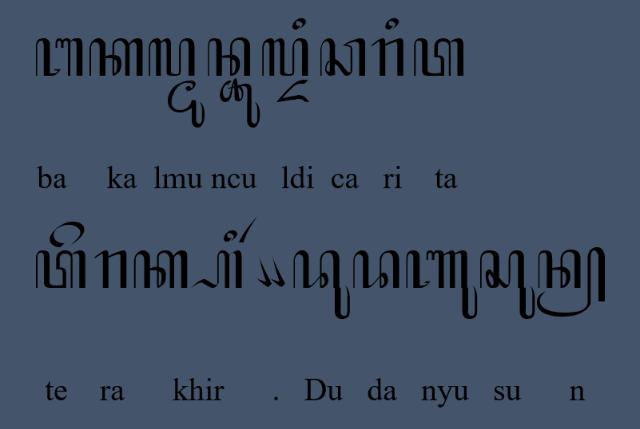 ꦧꦏꦭ꧀ꦩꦸꦤ꧀ꦕꦸꦭ꧀ꦢꦶꦕꦫꦶꦠ
ba ka lmu ncu ldi ca ri ta
ꦠꦼꦫꦏ꧀ꦲꦶꦂ꧉ꦢꦸꦢꦚꦸꦱꦸꦤ꧀
te ra khir . Du da nyu su n